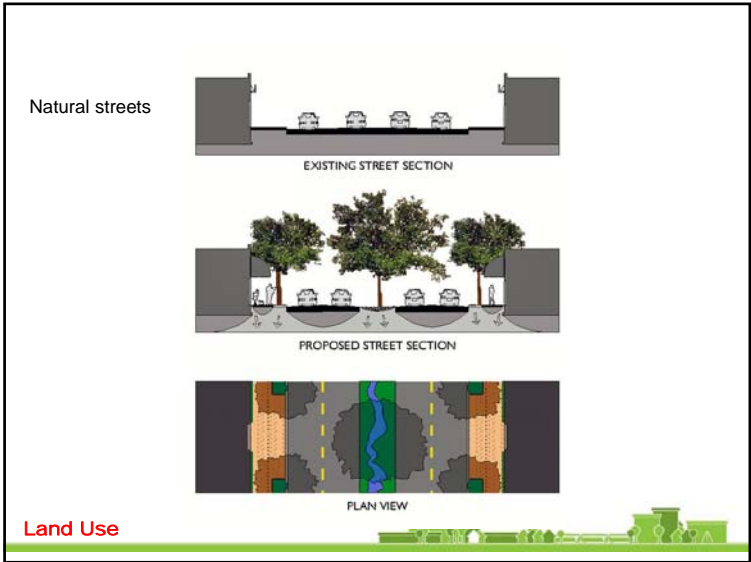 Natural streets
EXISTING STREET SECTION
PROPOSED STREET SECTION
PLAN VIEW
Land Use